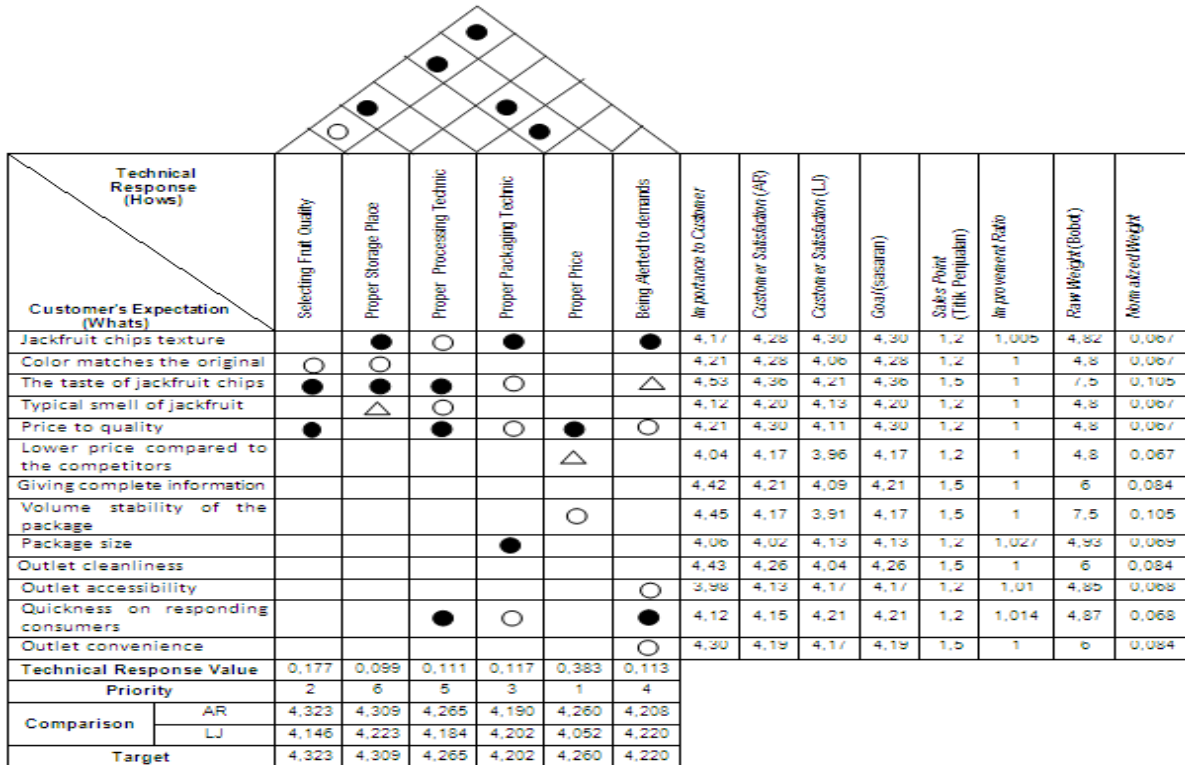 Technical
Response
(Hows)
Customer's Expectation
(Whats)
Selecting Fruit Quality
Proper Storage Place
Proper Processing Technic
Proper Packaging Technic
Proper Price
Being Alerted to demands
Importance to Customer
Customer Satisfaction (AR)
Customer Satisfaction (LJ)
Goal (sasaran)
Sales Point
(Titik Penjualan)
Improvement Ratio
Raw Weight (Bobot)
Normalized Weight
Jackfruit chips texture 4,17 4,28 4,30 4,30 1,2 1,005 4,82 0,067
Color matches the original 4,21 4,28 4,06 4,28 1,2 1 4,8 0,067
The taste of jackfruit chips 4,53 4,36 4,21 4,36 1,5 1 7,5 0,105
Typical smell of jackfruit 4,12 4,20 4,13 4,20 1,2 1 4,8 0,067
Price to quality 4,21 4,30 4,11 4,30 1,2 1 4,8 0,067
Lower price compared to
the competitors 4,04 4,17 3,96 4,17 1,2 1 4,8 0,067
Giving complete information 4,42 4,21 4,09 4,21 1,5 1 6 0,084
Volume stability of the
package 4,45 4,17 3,91 4,17 1,5 1 7,5 0,105
Package size 4,06 4,02 4,13 4,13 1,2 1,027 4,93 0,069
Outlet cleanliness 4,43 4,26 4,04 4,26 1,5 1 6 0,084
Outlet accessibility 3,98 4,13 4,17 4,17 1,2 1,01 4,85 0,068
Quickness on responding
consumers 4,12 4,15 4,21 4,21 1,2 1,014 4,87 0,068
Outlet convenience 4,30 4,19 4,17 4,19 1,5 1 6 0,084
Technical Response Value 0,177 0,099 0,111 0,117 0,383 0,113
Priority 2 6 5 3 1 4
Comparison AR 4,323 4,309 4,265 4,190 4,260 4,208
LJ 4,146 4,223 4,184 4,202 4,052 4,220
Target 4,323 4,309 4,265 4,202 4,260 4,220